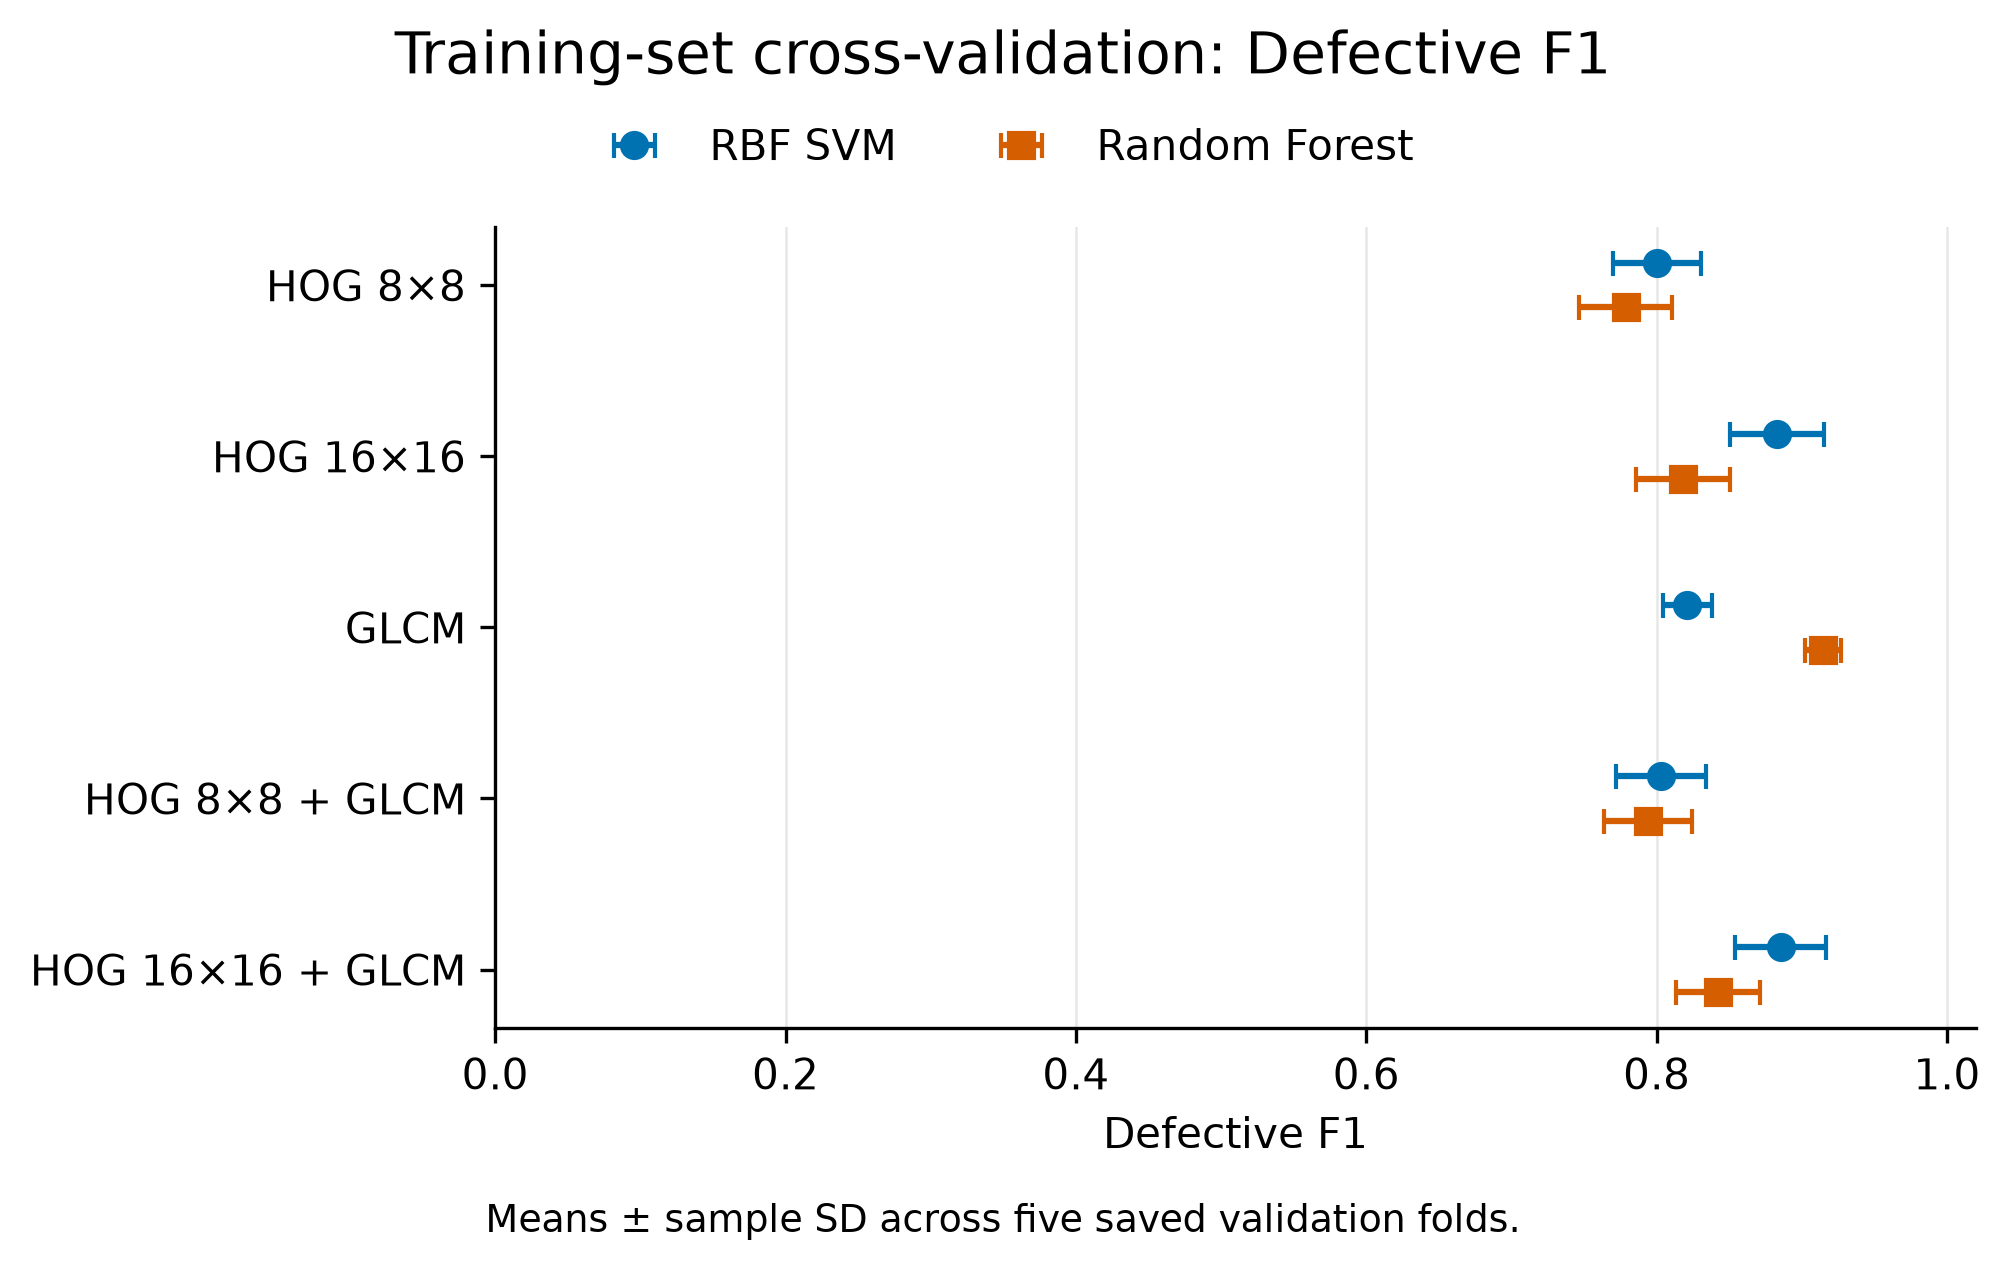 Training-set cross-validation: Defective F1
RBF SVM
Random Forest
HOG 8×8
HOG 16×16
GLCM
HOG 8×8 + GLCM
HOG 16×16 + GLCM
0.0 0.2 0.4 0.6 0.8 1.0
Defective F1
Means ± sample SD across five saved validation folds.